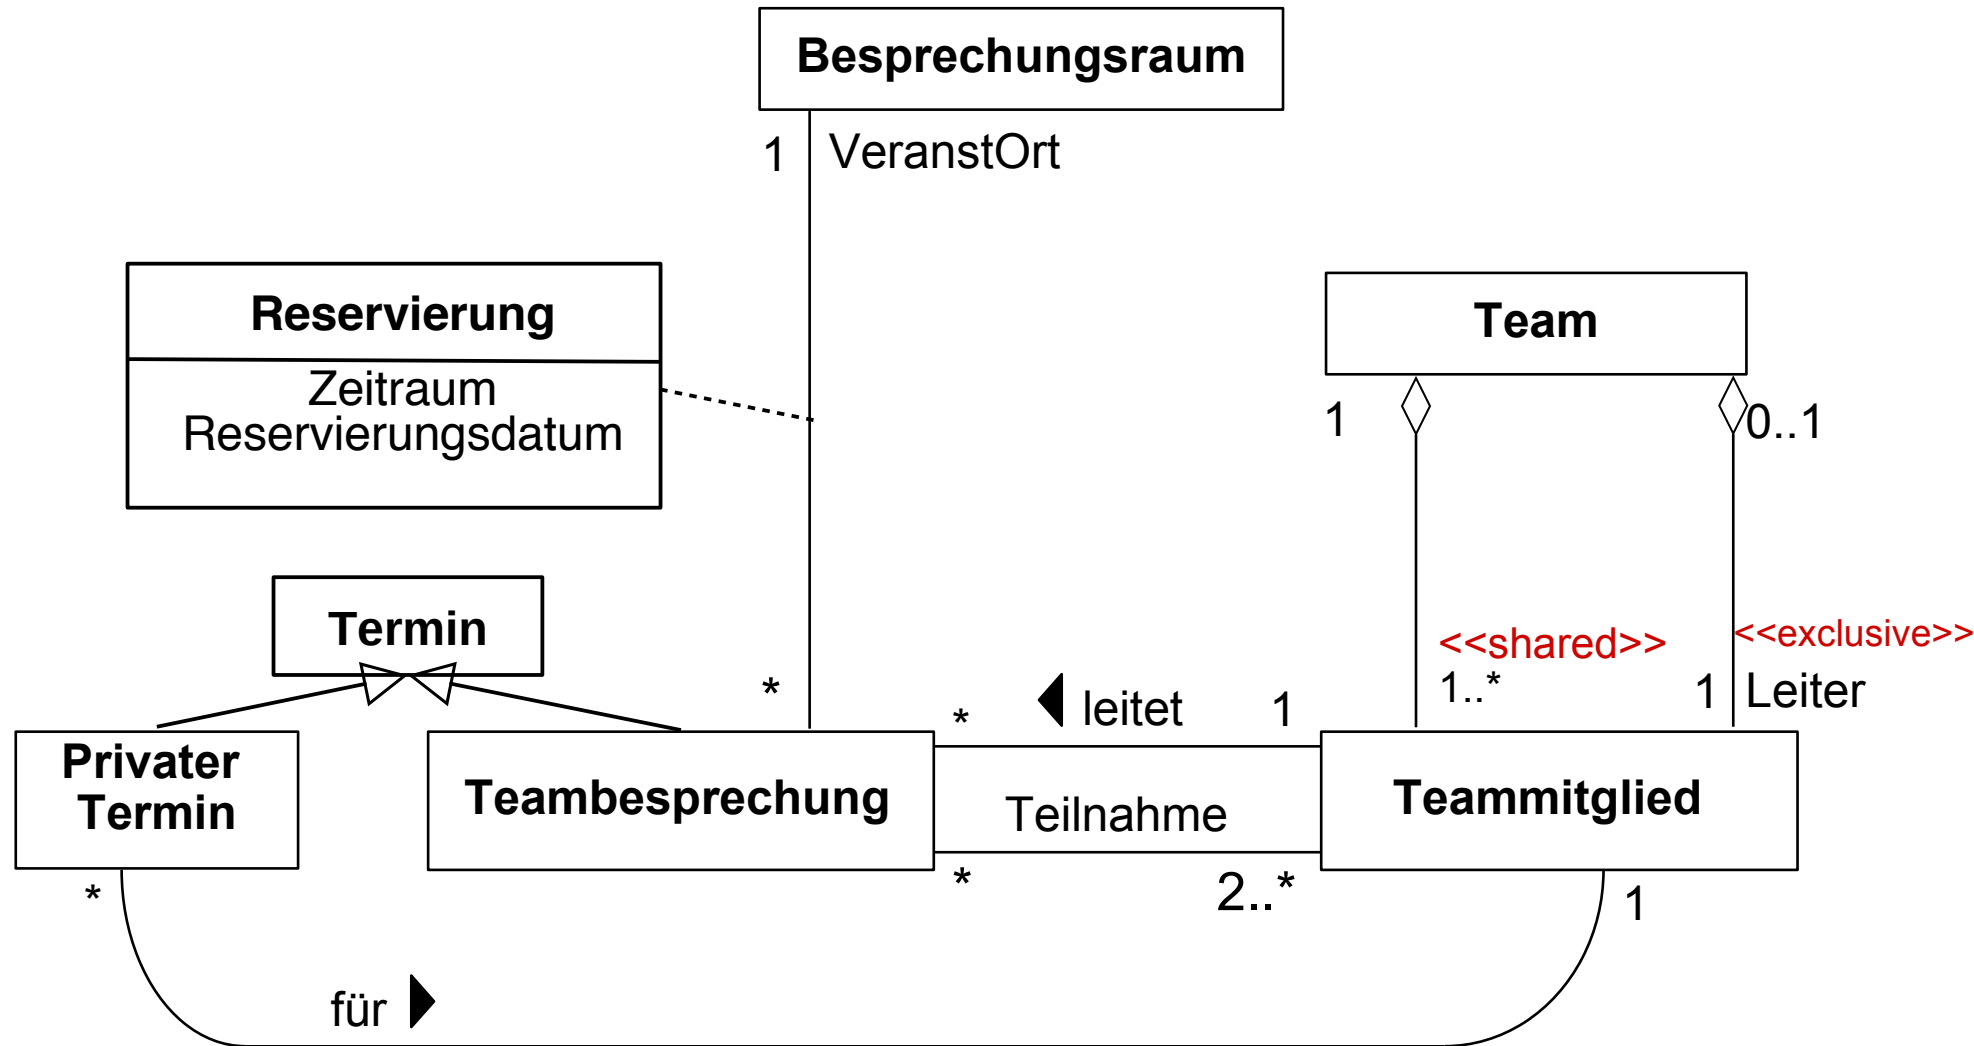 Besprechungsraum
1 VeranstOrt
Reservierung
Zeitraum
Reservierungsdatum
Team
1
0..1
Termin
<<shared>>
<<exclusive>>
1..*
1 Leiter
*
* leitet 1
Privater
Termin
Teambesprechung
Teilnahme
Teammitglied
*
* 2..*
1
für